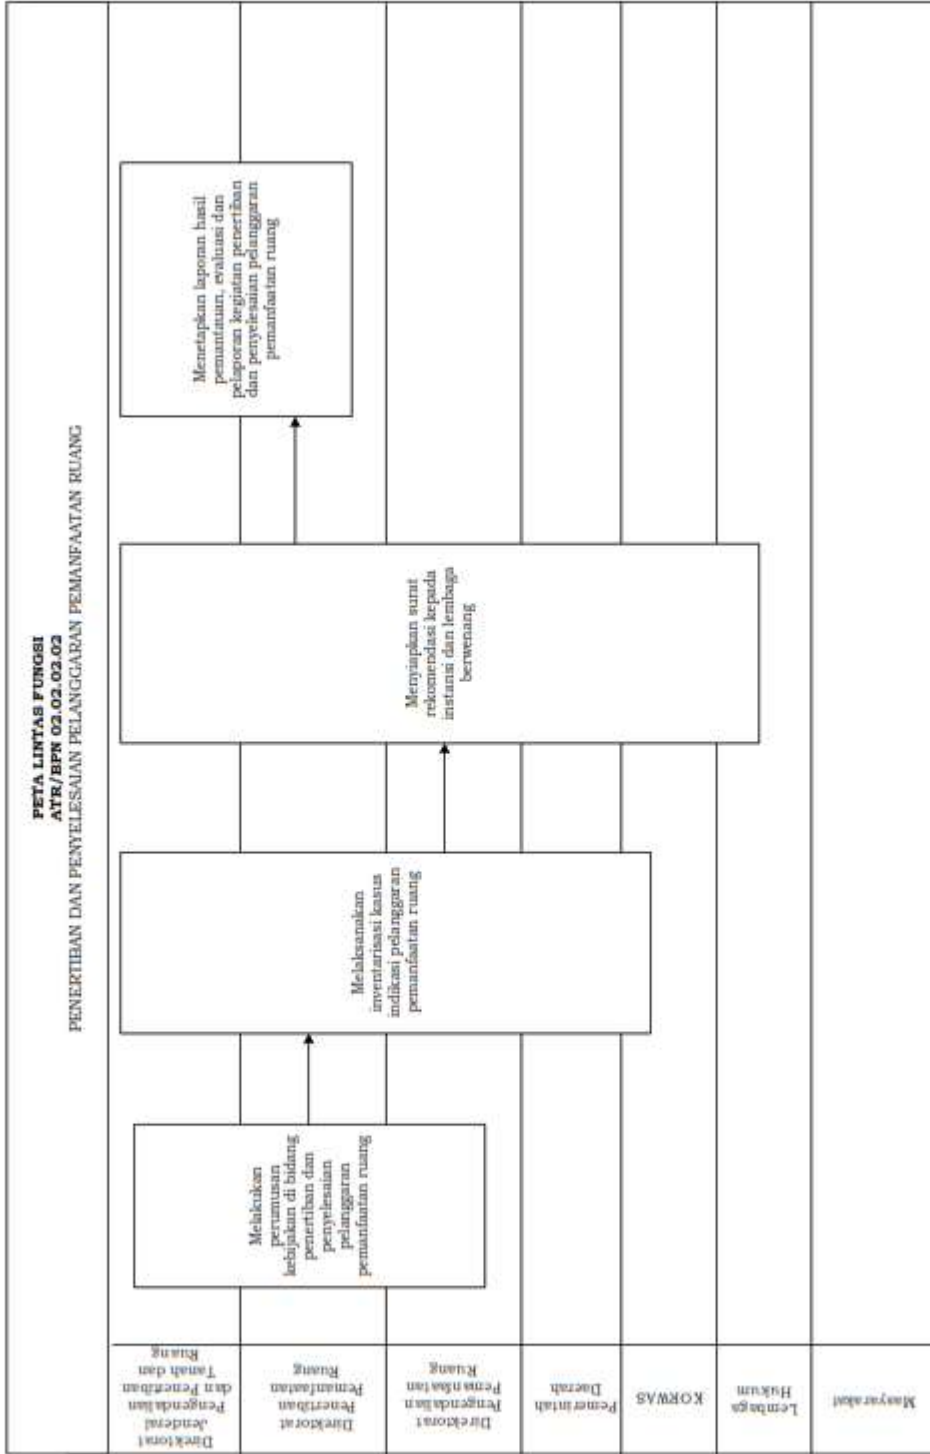 PETA LINTAS FUNGSI
ATR/BPN 02.02.02.02
PENERTIBAN DAN PENYELESAIAN PELANGGARAN PEMANFAATAN RUANG
Direktorat
Jenderal
Pengendalian
dan Penertiban
Tanah dan
Ruang
Direktorat
Penertiban
Pemanfaatan
Ruang
Direktorat
Pengendalian
Pemanfaatan
Ruang
Pemerintah
Daerah
KORWAS
Lembaga
Hukum
Masyarakat
Melakukan
perumusan
kebijakan di bidang
penertiban dan
penyelesaian
pelanggaran
pemanfaatan ruang
Melaksanakan
inventarisasi kasus
indikasi pelanggaran
pemanfaatan ruang
Menyiapkan surat
rekomendasi kepada
instansi dan lembaga
berwenang
Menetapkan laporan hasil
pemantauan, evaluasi dan
pelaporan kegiatan penertiban
dan penyelesaian pelanggaran
pemanfaatan ruang